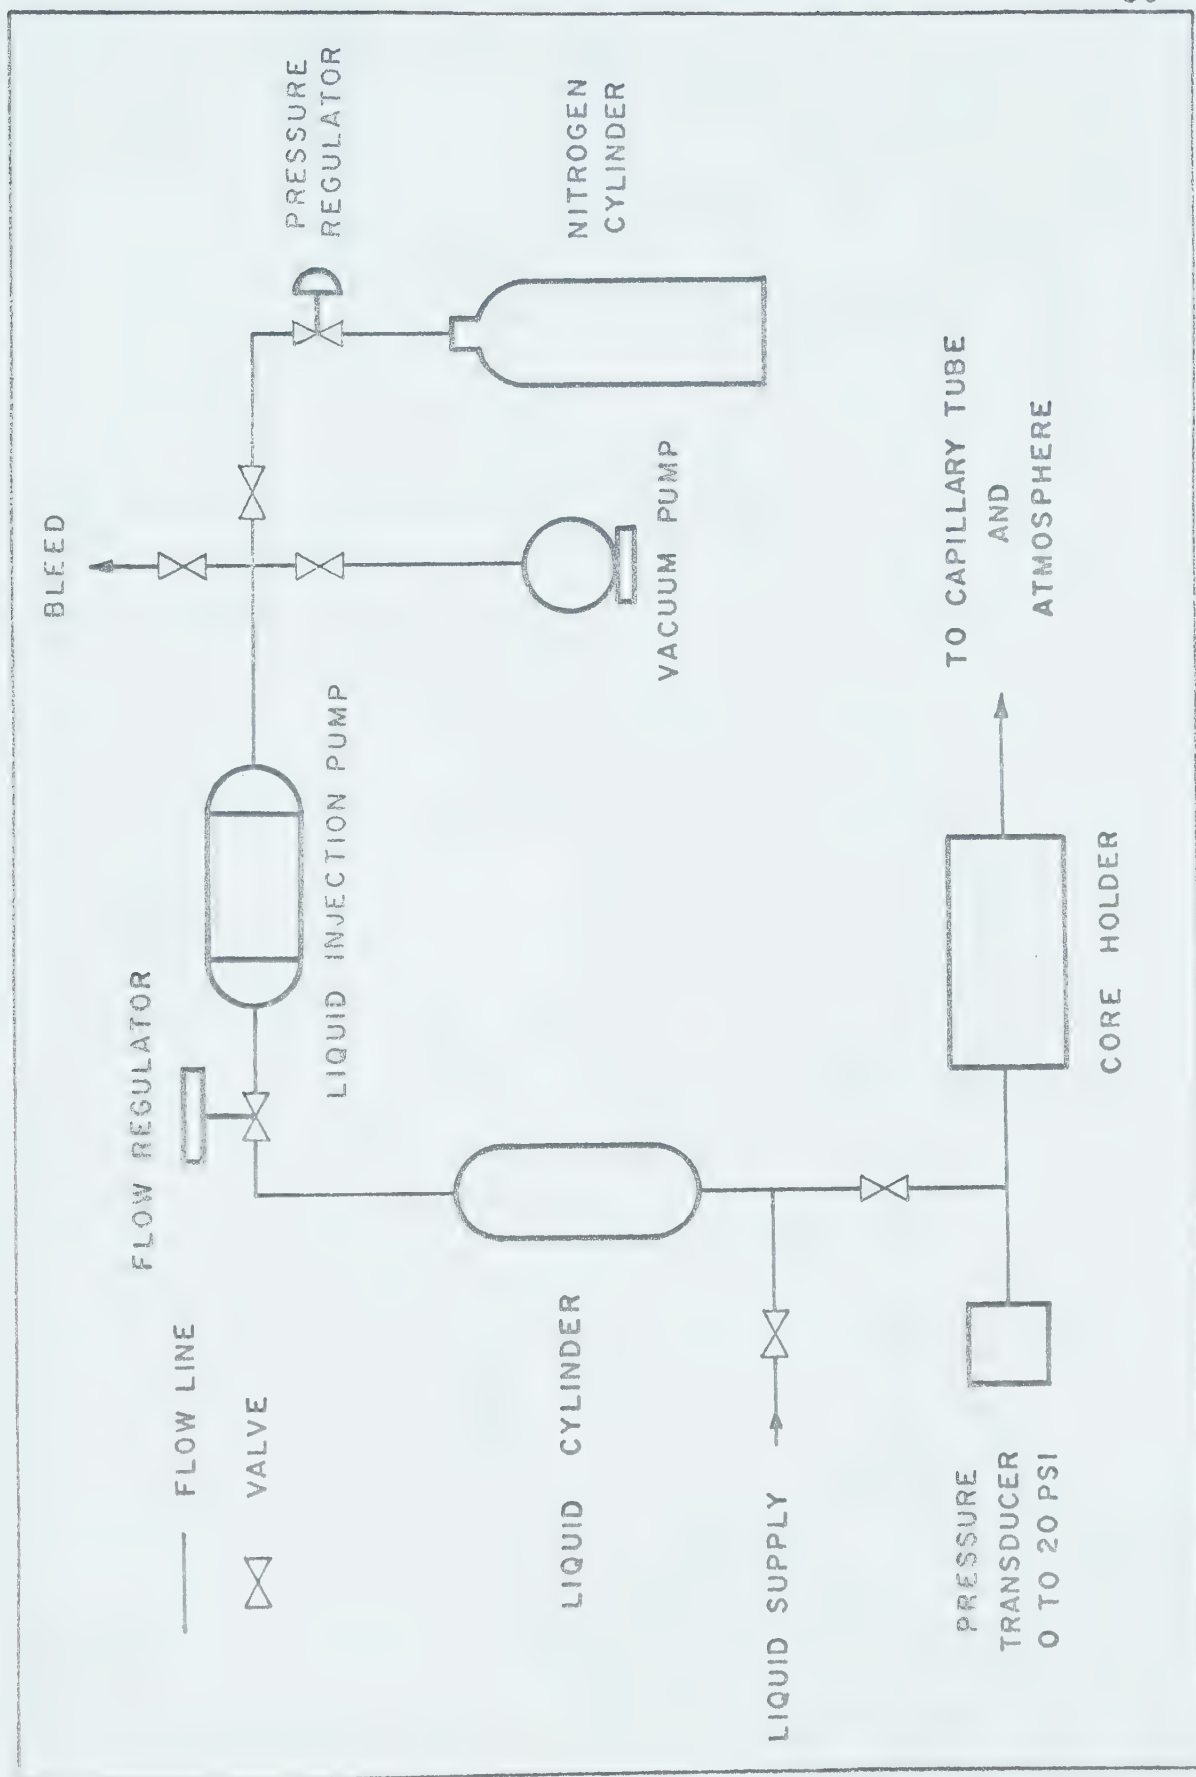 FLOW LINE
VALVE
FLOW REGULATOR
BLEED
PRESSURE
REGULATOR
LIQUID INJECTION PUMP
NITROGEN
CYLINDER
VACUUM PUMP
LIQUID CYLINDER
LIQUID SUPPLY
TO CAPILLARY TUBE
AND
ATMOSPHERE
PRESSURE
TRANSDUCER
0 TO 20 PSI
CORE HOLDER